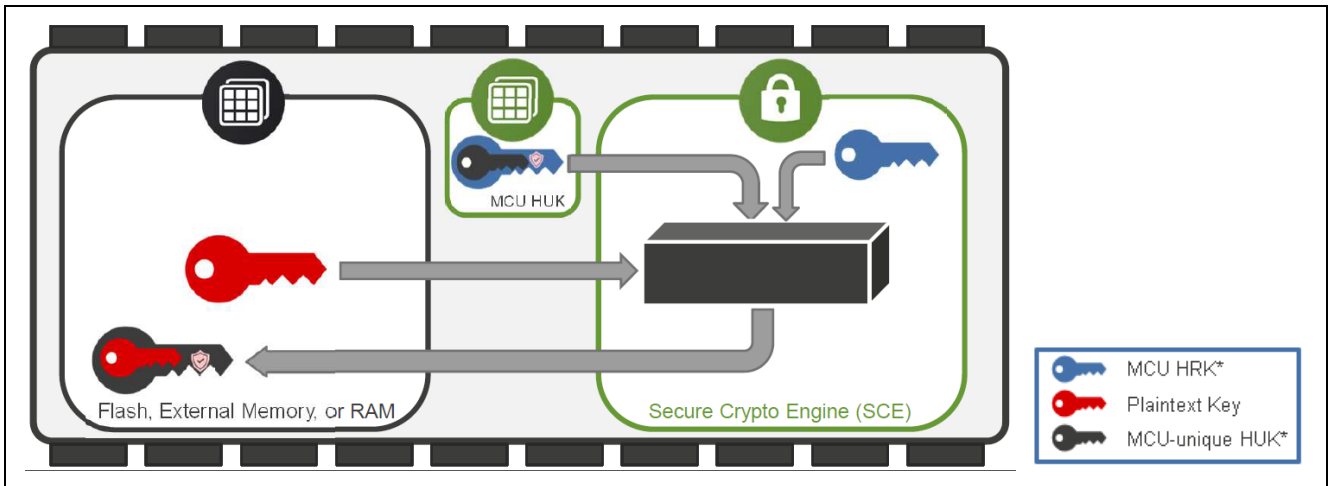 MCU HUK
Flash, External Memory, or RAM
Secure Crypto Engine (SCE)
MCU HRK*
Plaintext Key
MCU-unique HUK*